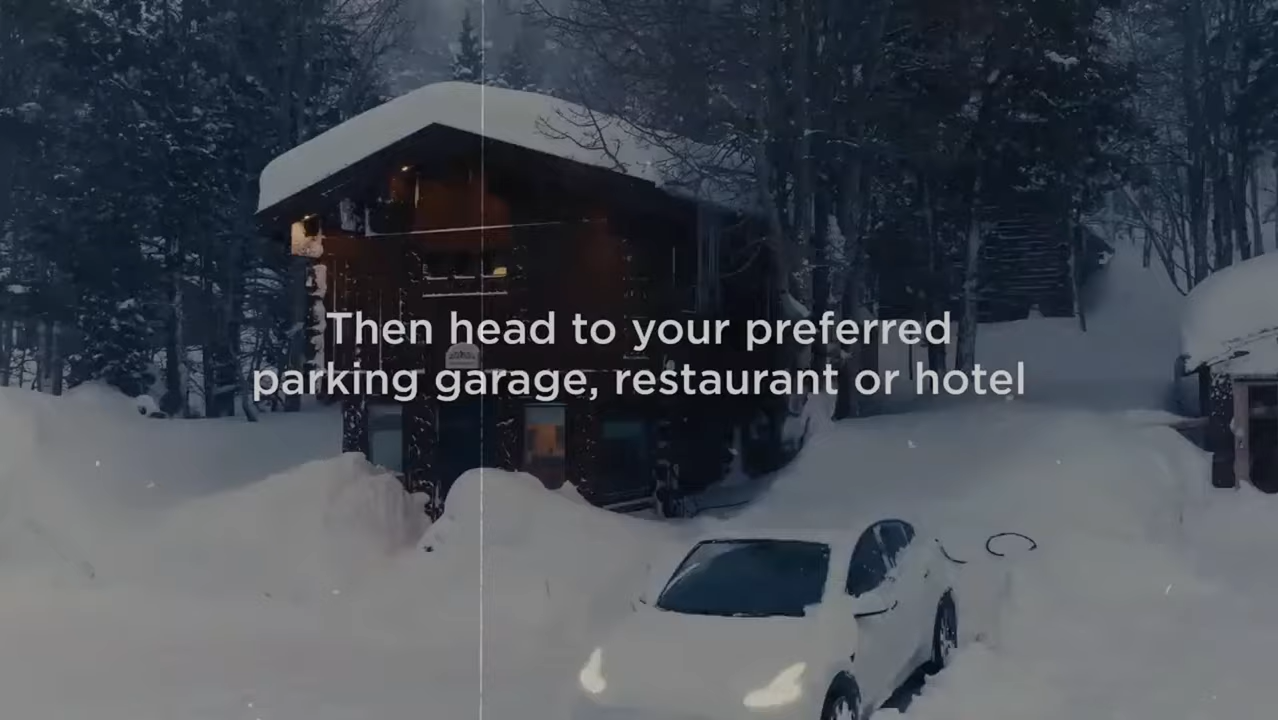 Then head to your preferred
parking garage, restaurant or hotel